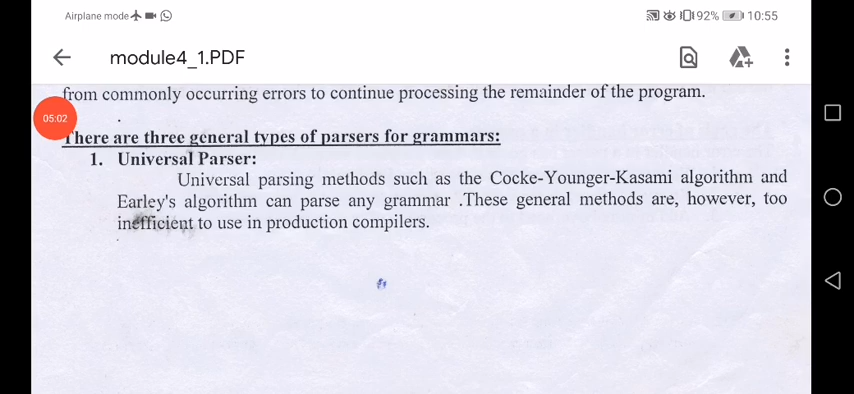 Airplane mode 92% 10:55
module4_1.PDF
from commonly occurring errors to continue processing the remainder of the program.
05:02
There are three general types of parsers for grammars:
1. Universal Parser:
Universal parsing methods such as the Cocke-Younger-Kasami algorithm and
Earley's algorithm can parse any grammar .These general methods are, however, too
inefficient to use in production compilers.